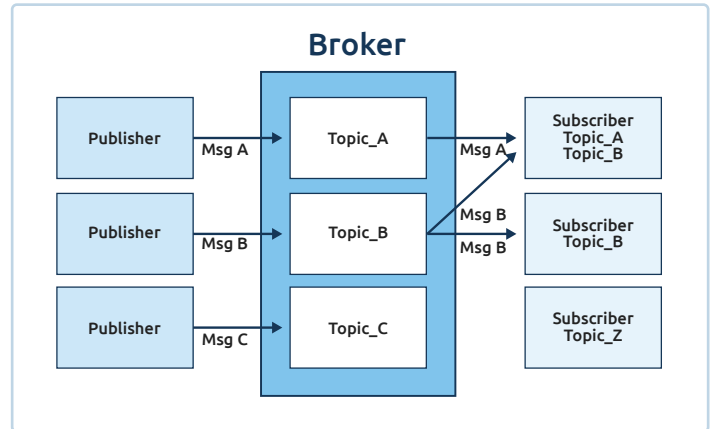 Broker
Publisher
Msg A
Topic_A
Msg A
Subscriber
Topic_A
Topic_B
Publisher
Msg B
Topic_B
Msg B
Msg B
Subscriber
Topic_B
Publisher
Msg C
Topic_C
Subscriber
Topic_Z